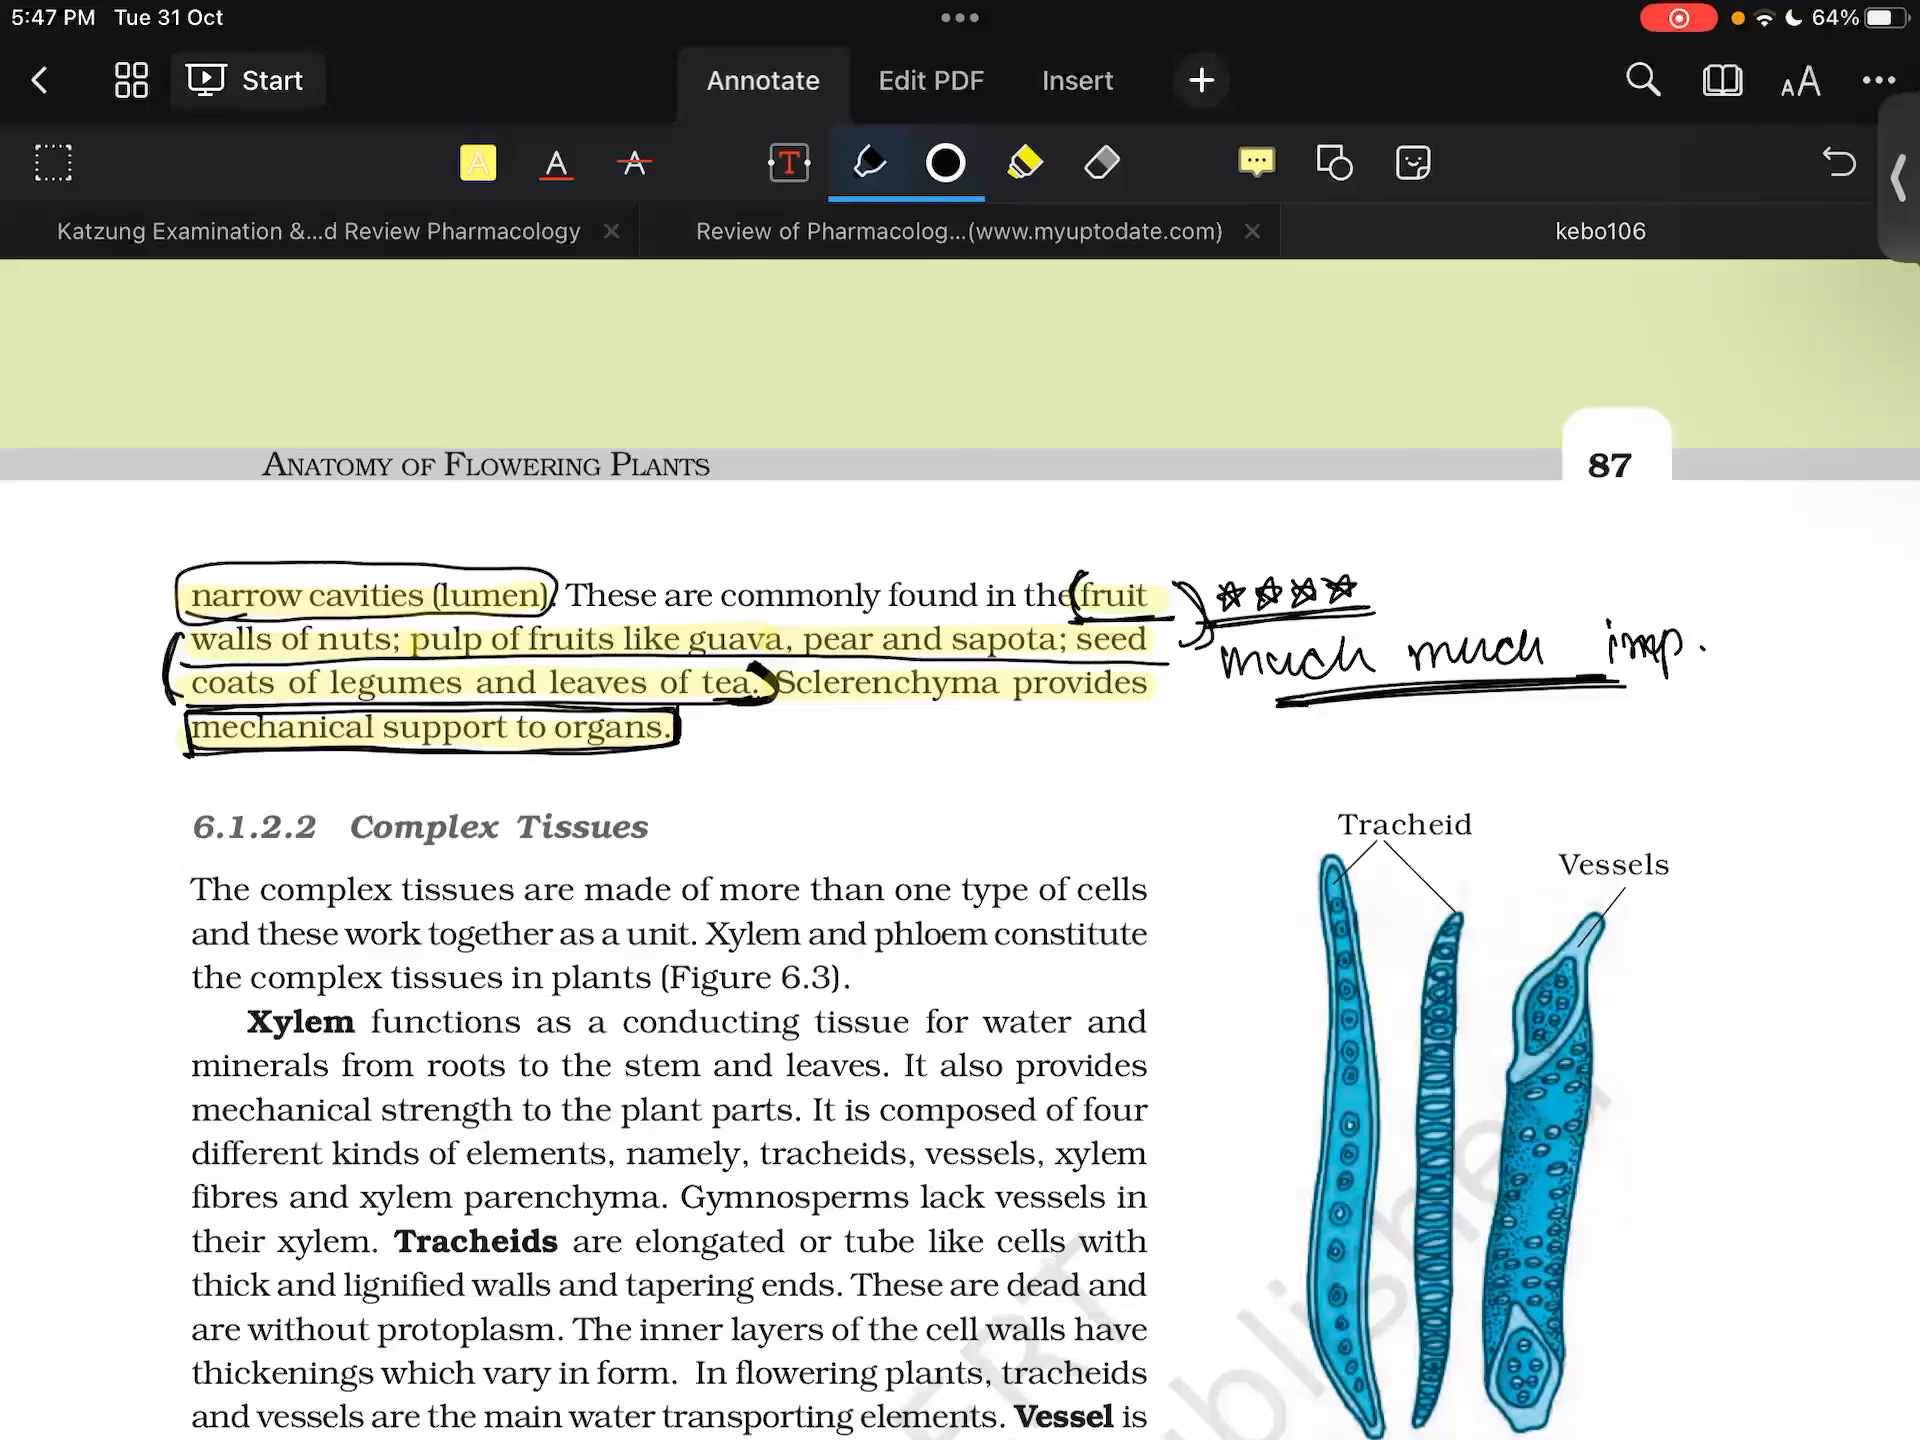 5:47 PM Tue 31 Oct
64%
Start
Annotate
Edit PDF
Insert
AA
A A A T
Katzung Examination &...d Review Pharmacology
Review of Pharmacolog...(www.myuptodate.com)
kebo106
ANATOMY OF FLOWERING PLANTS
87
narrow cavities (lumen). These are commonly found in the fruit
walls of nuts; pulp of fruits like guava, pear and sapota; seed
coats of legumes and leaves of tea. Sclerenchyma provides
mechanical support to organs.
much much imp.
6.1.2.2 Complex Tissues
The complex tissues are made of more than one type of cells
and these work together as a unit. Xylem and phloem constitute
the complex tissues in plants (Figure 6.3).
Xylem functions as a conducting tissue for water and
minerals from roots to the stem and leaves. It also provides
mechanical strength to the plant parts. It is composed of four
different kinds of elements, namely, tracheids, vessels, xylem
fibres and xylem parenchyma. Gymnosperms lack vessels in
their xylem. Tracheids are elongated or tube like cells with
thick and lignified walls and tapering ends. These are dead and
are without protoplasm. The inner layers of the cell walls have
thickenings which vary in form. In flowering plants, tracheids
and vessels are the main water transporting elements. Vessel is
Tracheid
Vessels